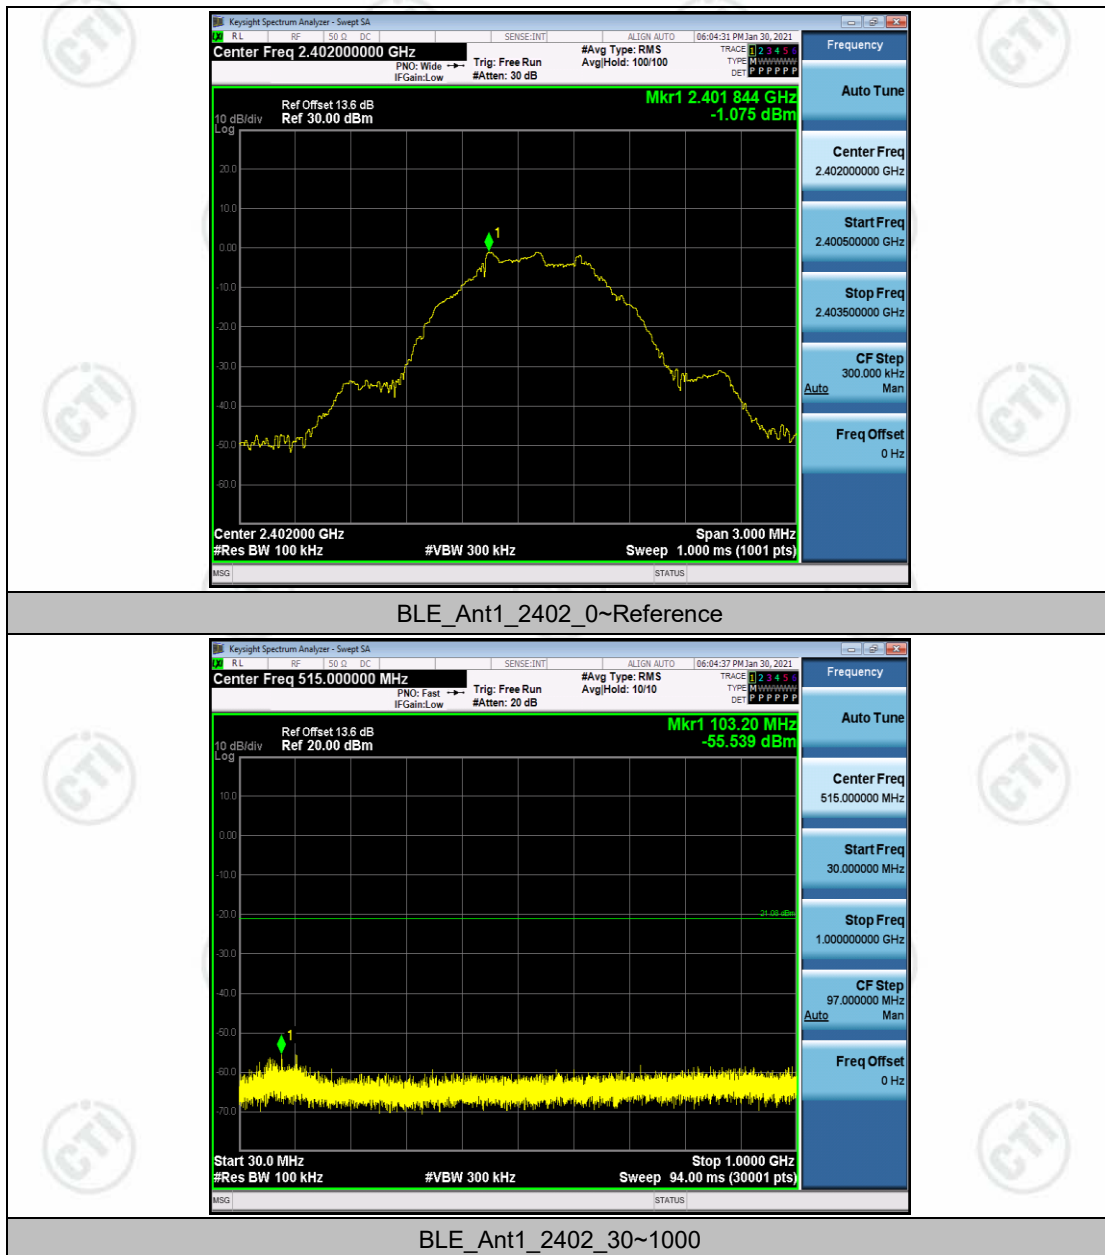 Keysight Spectrum Analyzer - Swept SA
RL RF 50 Ω DC SENSE:INT ALIGN AUTO 06:04:31 PM Jan 30, 2021
Center Freq 2.402000000 GHz
PNO: Wide
IFGain:Low
Trig: Free Run
#Atten: 30 dB
#Avg Type: RMS
Avg|Hold: 100/100
TRACE 1 2 3 4 5 6
TYPE M WWWWW
DET P P P P P P
Ref Offset 13.6 dB
10 dB/div Ref 30.00 dBm
Log
Mkr1 2.401 844 GHz
-1.075 dBm
20.0
10.0
0.00
-10.0
-20.0
-30.0
-40.0
-50.0
-60.0
1
Center 2.402000 GHz Span 3.000 MHz
#Res BW 100 kHz #VBW 300 kHz Sweep 1.000 ms (1001 pts)
MSG STATUS
Frequency
Auto Tune
Center Freq
2.402000000 GHz
Start Freq
2.400500000 GHz
Stop Freq
2.403500000 GHz
CF Step
300.000 kHz
Auto Man
Freq Offset
0 Hz
BLE_Ant1_2402_0~Reference
Keysight Spectrum Analyzer - Swept SA
RL RF 50 Ω DC SENSE:INT ALIGN AUTO 06:04:37 PM Jan 30, 2021
Center Freq 515.000000 MHz
PNO: Fast
IFGain:Low
Trig: Free Run
#Atten: 20 dB
#Avg Type: RMS
Avg|Hold: 10/10
TRACE 1 2 3 4 5 6
TYPE M WWWWW
DET P P P P P P
Ref Offset 13.6 dB
10 dB/div Ref 20.00 dBm
Log
Mkr1 103.20 MHz
-55.539 dBm
10.0
0.00
-10.0
-20.0
-30.0
-40.0
-50.0
-60.0
-70.0
-21.08 dBm
1
Start 30.0 MHz Stop 1.0000 GHz
#Res BW 100 kHz #VBW 300 kHz Sweep 94.00 ms (30001 pts)
MSG STATUS
Frequency
Auto Tune
Center Freq
515.000000 MHz
Start Freq
30.000000 MHz
Stop Freq
1.000000000 GHz
CF Step
97.000000 MHz
Auto Man
Freq Offset
0 Hz
BLE_Ant1_2402_30~1000
CTI
CTI
CTI
CTI
CTI
CTI
CTI
CTI